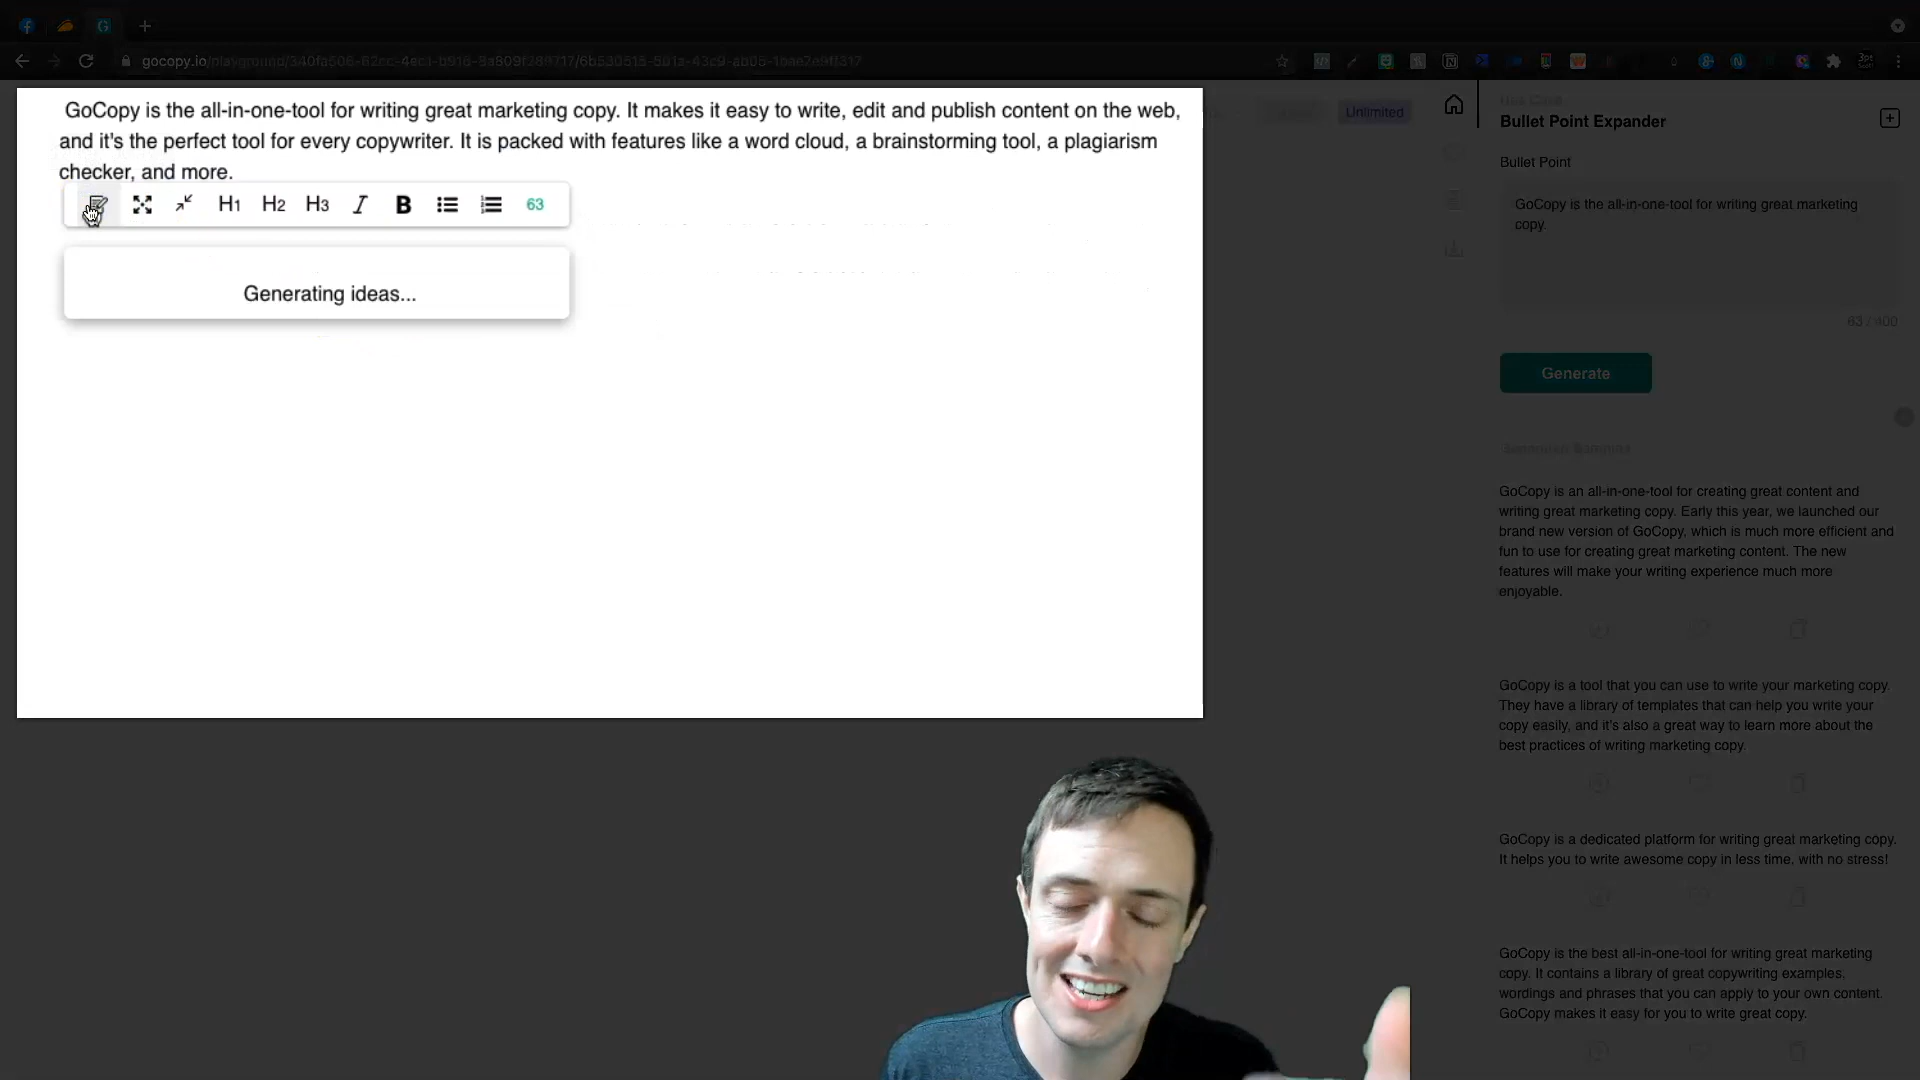 gocopy.io/playground/
GoCopy is the all-in-one-tool for writing great marketing copy. It makes it easy to write, edit and publish content on the web,
and it's the perfect tool for every copywriter. It is packed with features like a word cloud, a brainstorming tool, a plagiarism
checker, and more.
H1 H2 H3 I B 63
Generating ideas...
Unlimited
Bullet Point Expander
Bullet Point
GoCopy is the all-in-one-tool for writing great marketing
copy.
63 / 400
Generate
GoCopy is an all-in-one-tool for creating great content and
writing great marketing copy. Early this year, we launched our
brand new version of GoCopy, which is much more efficient and
fun to use for creating great marketing content. The new
features will make your writing experience much more
enjoyable.
GoCopy is a tool that you can use to write your marketing copy.
They have a library of templates that can help you write your
copy easily, and it's also a great way to learn more about the
best practices of writing marketing copy.
GoCopy is a dedicated platform for writing great marketing copy.
It helps you to write awesome copy in less time, with no stress!
GoCopy is the best all-in-one-tool for writing great marketing
copy. It contains a library of great copywriting examples,
wordings and phrases that you can apply to your own content.
GoCopy makes it easy for you to write great copy.